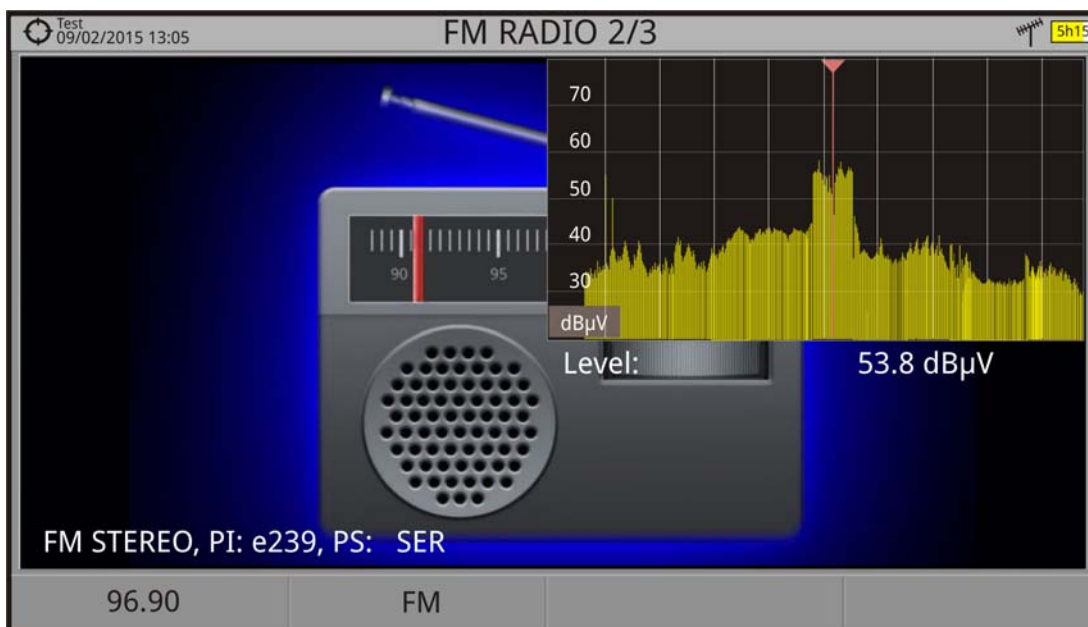 Test
09/02/2015 13:05
FM RADIO 2/3
5h15
70
60
50
40
30
dBµV
90
95
Level: 53.8 dBµV
FM STEREO, PI: e239, PS: SER
96.90
FM